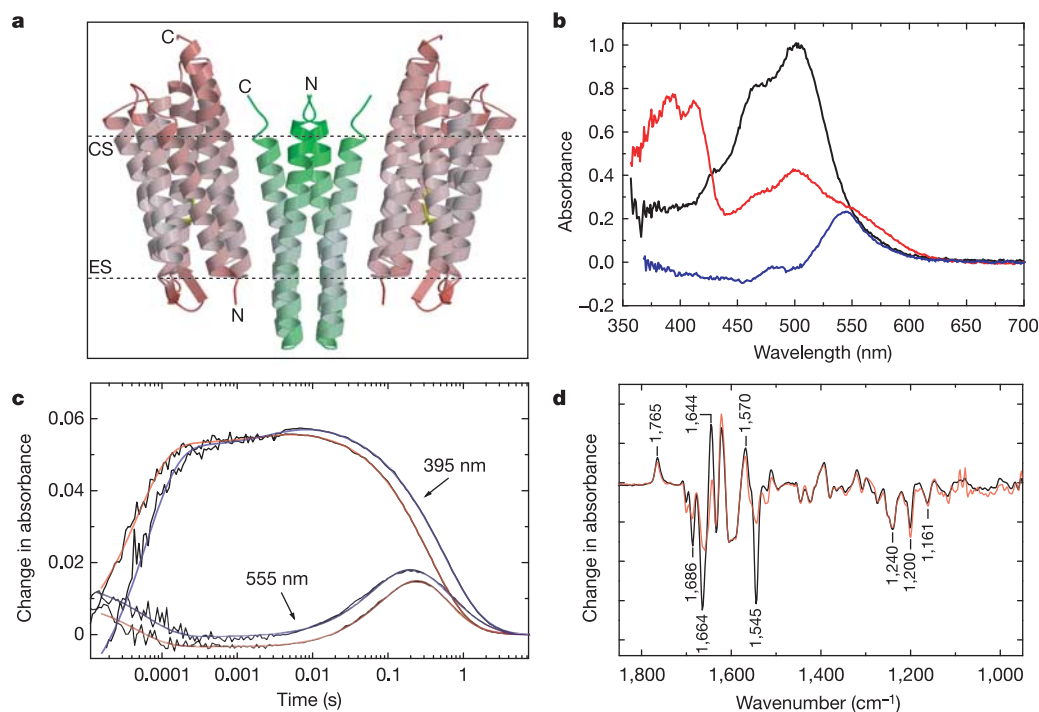 a
C
C
N
CS
ES
N
b
1.0
0.8
0.6
0.4
0.2
0.0
–0.2
Absorbance
350 400 450 500 550 600 650 700
Wavelength (nm)
c
0.06
0.04
0.02
0
Change in absorbance
395 nm
555 nm
0.0001 0.001 0.01 0.1 1
Time (s)
d
Change in absorbance
1,765
1,644
1,570
1,686
1,664
1,545
1,240
1,200
1,161
1,800 1,600 1,400 1,200 1,000
Wavenumber (cm⁻¹)